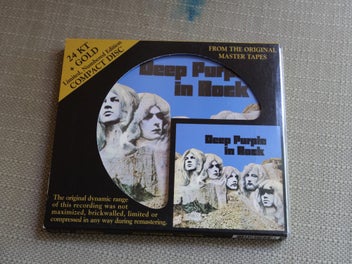 24 KT
+ GOLD
Limited, Numbered Edition
COMPACT DISC
FROM THE ORIGINAL
MASTER TAPES
Deep Purple
in Rock
Deep Purple
in Rock
The original dynamic range
of this recording was not
maximized, brickwalled, limited or
compressed in any way during remastering.